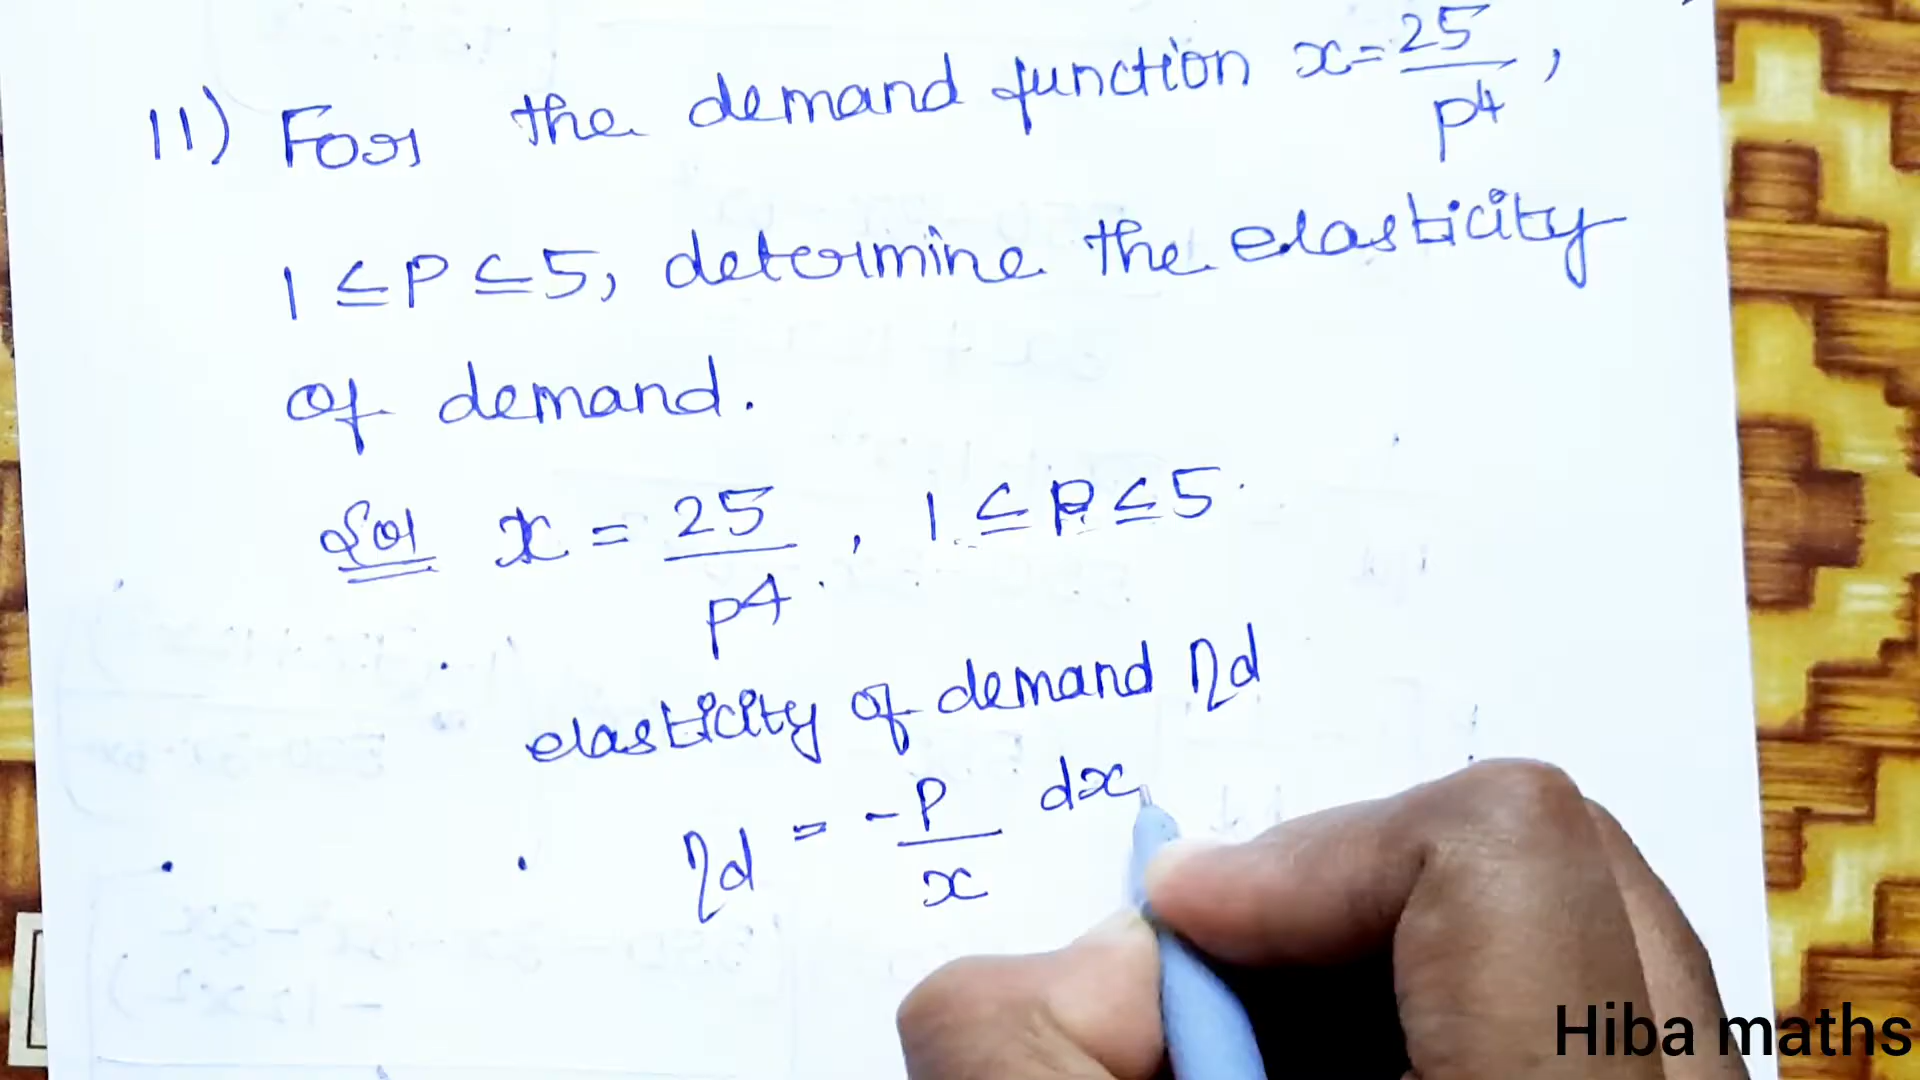 11) For the demand function x = 25/p⁴,
1 ≤ P ≤ 5, determine the elasticity
of demand.
Sol x = 25/p⁴, 1 ≤ P ≤ 5.
elasticity of demand ηd
ηd = -P/x dx
Hiba maths